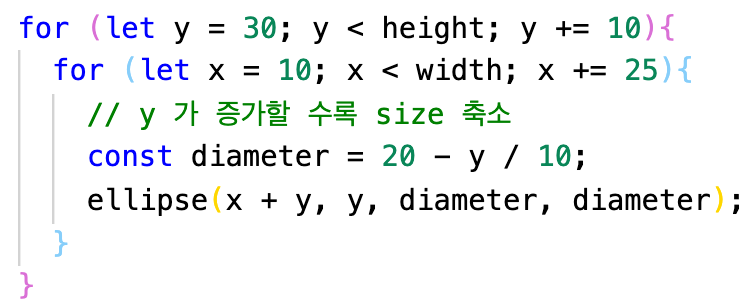 for (let y = 30; y < height; y += 10){
for (let x = 10; x < width; x += 25){
// y 가 증가할 수록 size 축소
const diameter = 20 - y / 10;
ellipse(x + y, y, diameter, diameter);
}
}